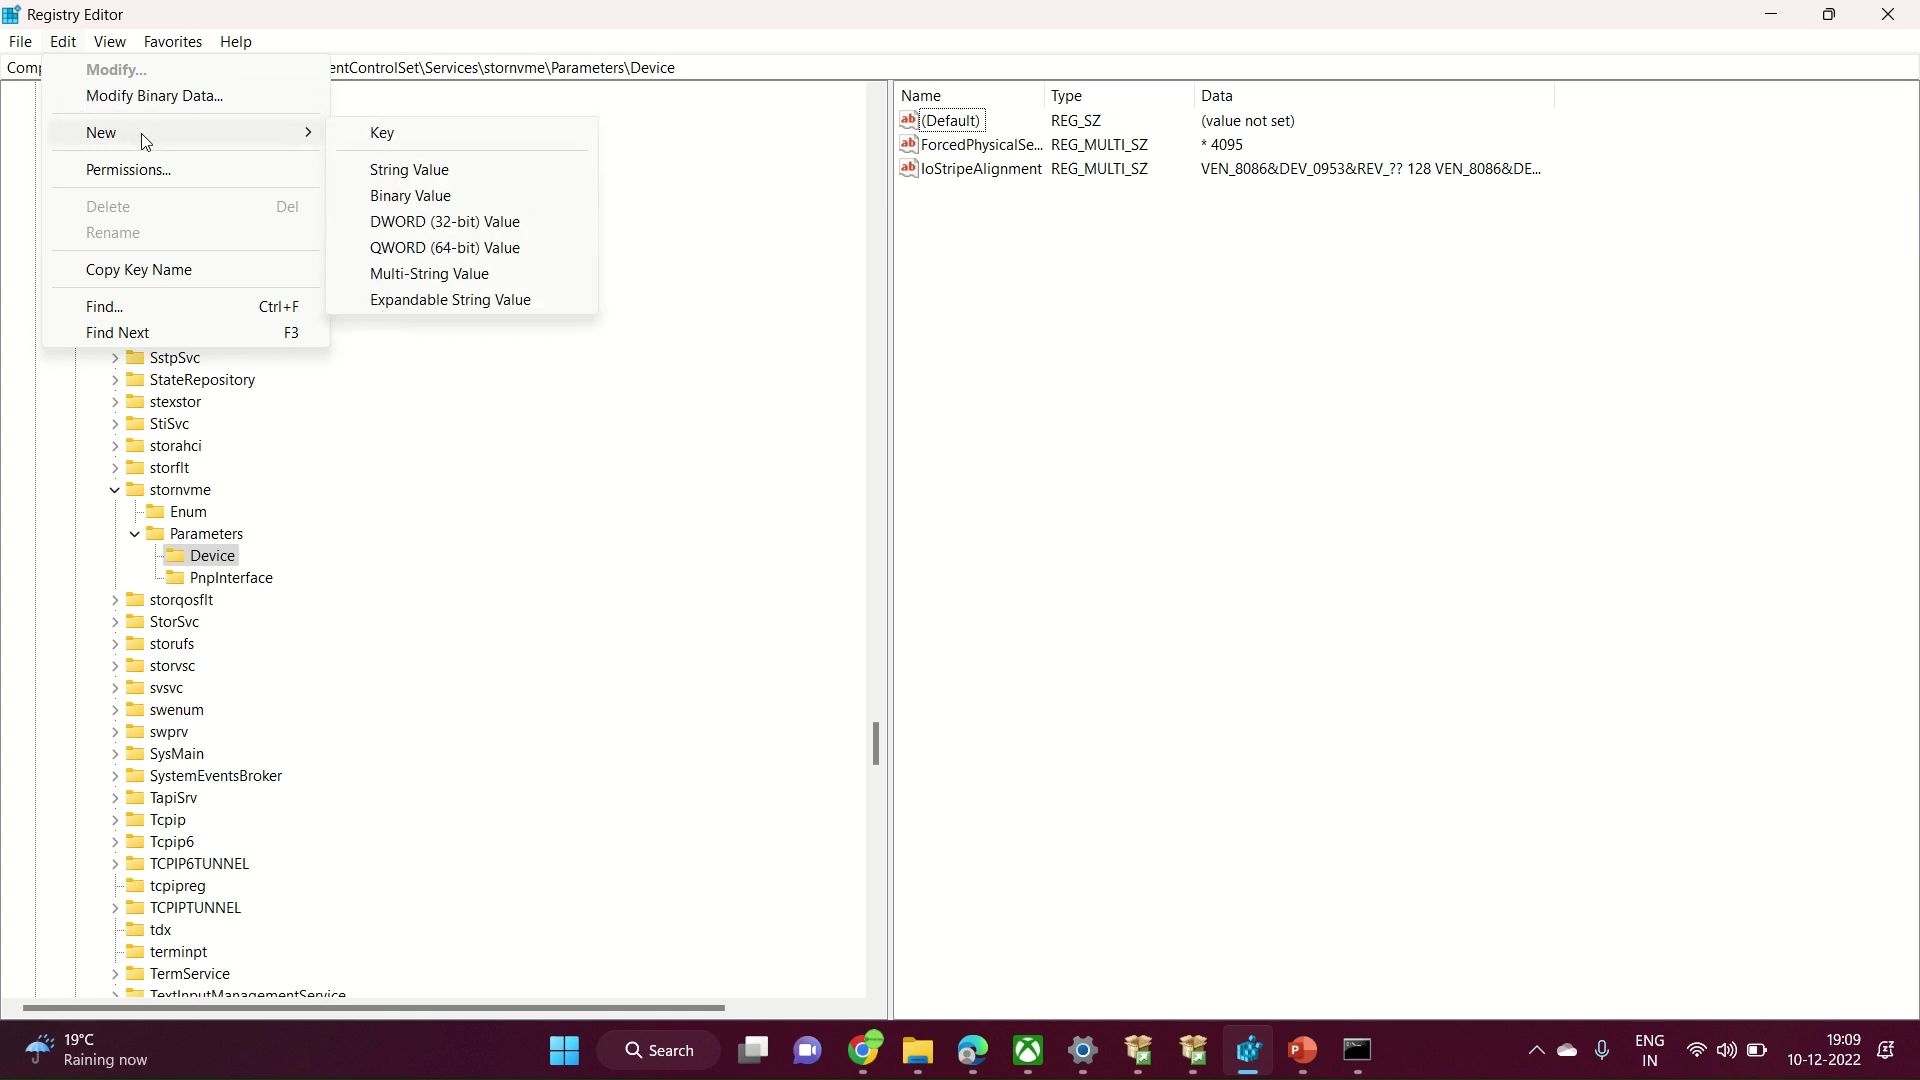 Registry Editor
File Edit View Favorites Help
Comp
entControlSet\Services\stornvme\Parameters\Device
Modify...
Modify Binary Data...
New
Permissions...
Delete Del
Rename
Copy Key Name
Find... Ctrl+F
Find Next F3
Key
String Value
Binary Value
DWORD (32-bit) Value
QWORD (64-bit) Value
Multi-String Value
Expandable String Value
SstpSvc
StateRepository
stexstor
StiSvc
storahci
storflt
stornvme
Enum
Parameters
Device
PnpInterface
storqosflt
StorSvc
storufs
storvsc
svsvc
swenum
swprv
SysMain
SystemEventsBroker
TapiSrv
Tcpip
Tcpip6
TCPIP6TUNNEL
tcpipreg
TCPIPTUNNEL
tdx
terminpt
TermService
TextInputManagementService
Name Type Data
ab (Default) REG_SZ (value not set)
ab ForcedPhysicalSe... REG_MULTI_SZ * 4095
ab IoStripeAlignment REG_MULTI_SZ VEN_8086&DEV_0953&REV_?? 128 VEN_8086&DE...
19°C
Raining now
Search
ENG
IN
19:09
10-12-2022